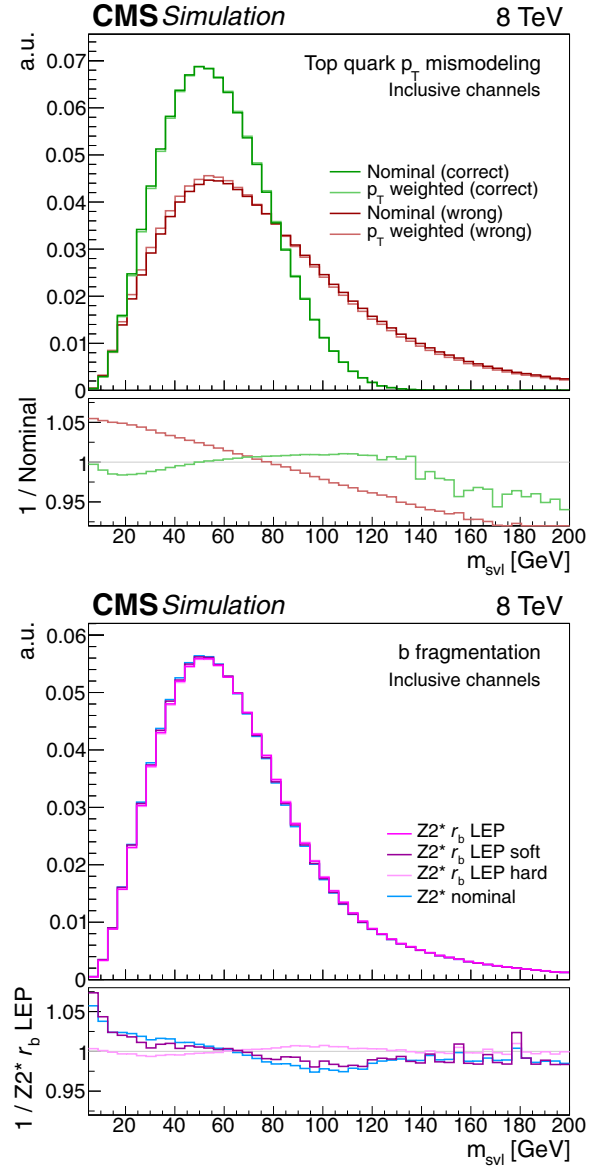 CMS Simulation 8 TeV
a.u.
Top quark p_T mismodeling
Inclusive channels
Nominal (correct)
p_T weighted (correct)
Nominal (wrong)
p_T weighted (wrong)
0.07
0.06
0.05
0.04
0.03
0.02
0.01
0
1 / Nominal
1.05
1
0.95
20 40 60 80 100 120 140 160 180 200
m_svl [GeV]
CMS Simulation 8 TeV
a.u.
b fragmentation
Inclusive channels
Z2* r_b LEP
Z2* r_b LEP soft
Z2* r_b LEP hard
Z2* nominal
0.06
0.05
0.04
0.03
0.02
0.01
0
1 / Z2* r_b LEP
1.05
1
0.95
20 40 60 80 100 120 140 160 180 200
m_svl [GeV]